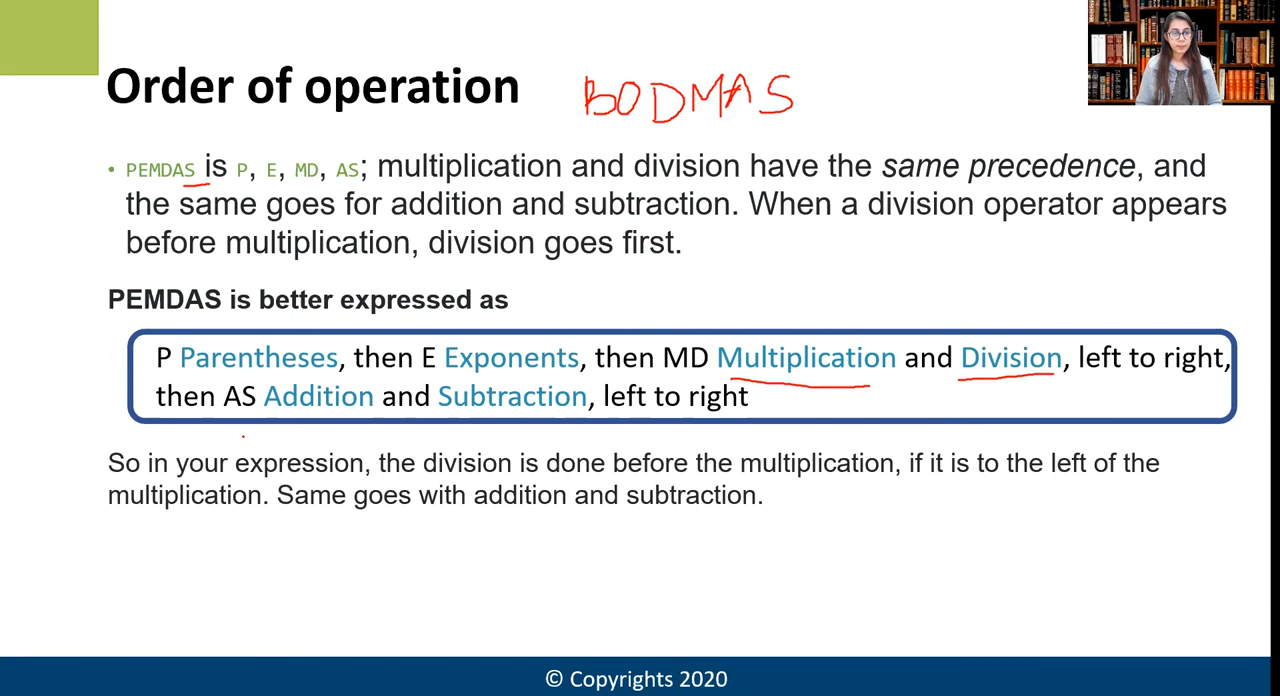 Order of operation
BODMAS
• PEMDAS is P, E, MD, AS; multiplication and division have the same precedence, and
the same goes for addition and subtraction. When a division operator appears
before multiplication, division goes first.
PEMDAS is better expressed as
P Parentheses, then E Exponents, then MD Multiplication and Division, left to right,
then AS Addition and Subtraction, left to right
So in your expression, the division is done before the multiplication, if it is to the left of the
multiplication. Same goes with addition and subtraction.
© Copyrights 2020